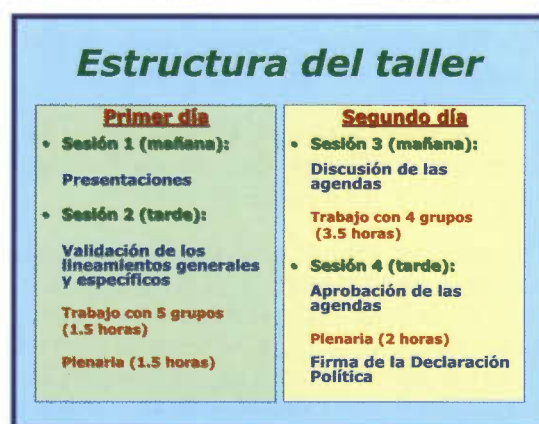 Estructura del taller
Primer día
• Sesión 1 (mañana):
Presentaciones
• Sesión 2 (tarde):
Validación de los
lineamientos generales
y específicos
Trabajo con 5 grupos
(1.5 horas)
Plenaria (1.5 horas)
Segundo día
• Sesión 3 (mañana):
Discusión de las
agendas
Trabajo con 4 grupos
(3.5 horas)
• Sesión 4 (tarde):
Aprobación de las
agendas
Plenaria (2 horas)
Firma de la Declaración
Política